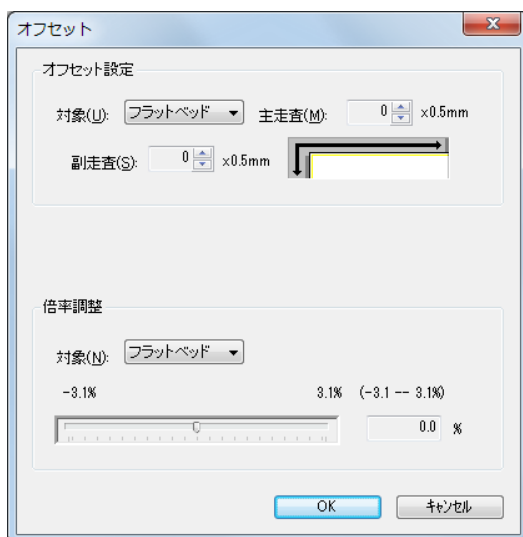 オフセット
オフセット設定
対象(U): フラットベッド 主走査(M): 0 x0.5mm
副走査(S): 0 x0.5mm
倍率調整
対象(N): フラットベッド
-3.1% 3.1% (-3.1 -- 3.1%)
0.0 %
OK キャンセル